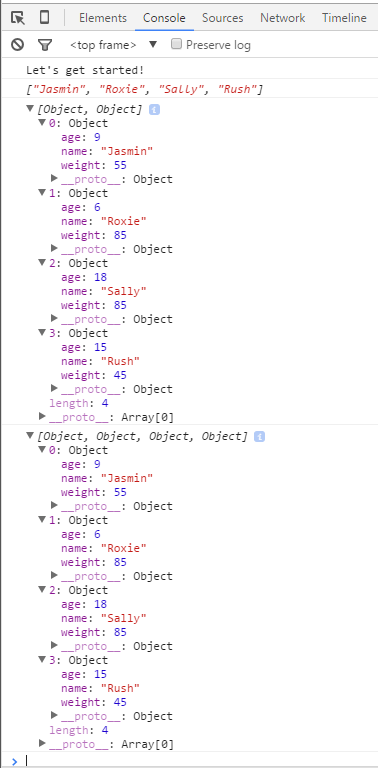 Elements Console Sources Network Timeline
<top frame> ▼ Preserve log
Let's get started!
["Jasmin", "Roxie", "Sally", "Rush"]
▼[Object, Object] i
▼0: Object
age: 9
name: "Jasmin"
weight: 55
▶__proto__: Object
▼1: Object
age: 6
name: "Roxie"
weight: 85
▶__proto__: Object
▼2: Object
age: 18
name: "Sally"
weight: 85
▶__proto__: Object
▼3: Object
age: 15
name: "Rush"
weight: 45
▶__proto__: Object
length: 4
▶__proto__: Array[0]
▼[Object, Object, Object, Object] i
▼0: Object
age: 9
name: "Jasmin"
weight: 55
▶__proto__: Object
▼1: Object
age: 6
name: "Roxie"
weight: 85
▶__proto__: Object
▼2: Object
age: 18
name: "Sally"
weight: 85
▶__proto__: Object
▼3: Object
age: 15
name: "Rush"
weight: 45
▶__proto__: Object
length: 4
▶__proto__: Array[0]
>